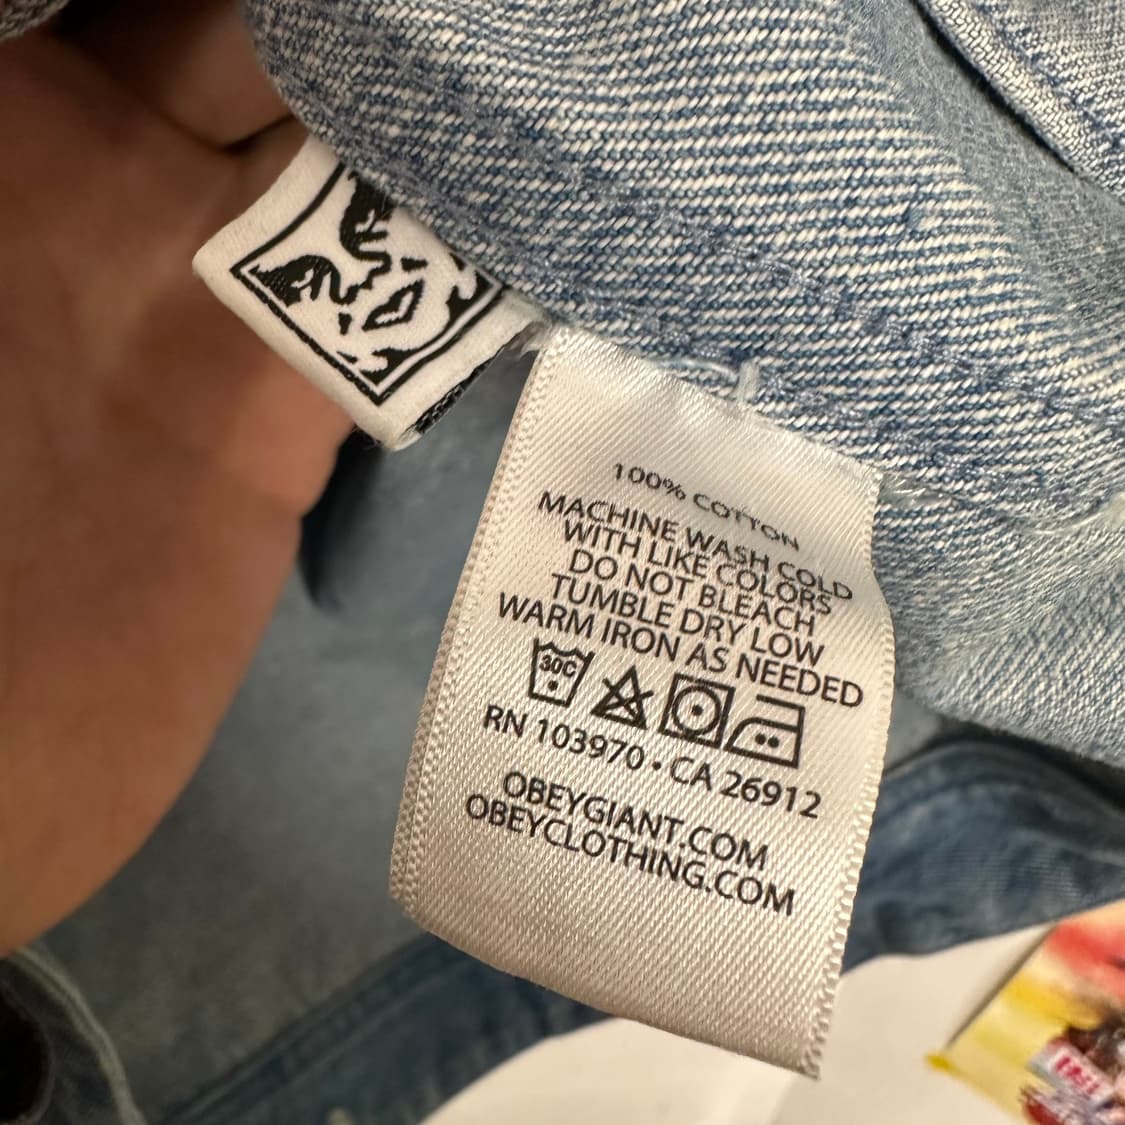 100% COTTON
MACHINE WASH COLD
WITH LIKE COLORS
DO NOT BLEACH
TUMBLE DRY LOW
WARM IRON AS NEEDED
30C
RN 103970 • CA 26912
OBEYGIANT.COM
OBEYCLOTHING.COM